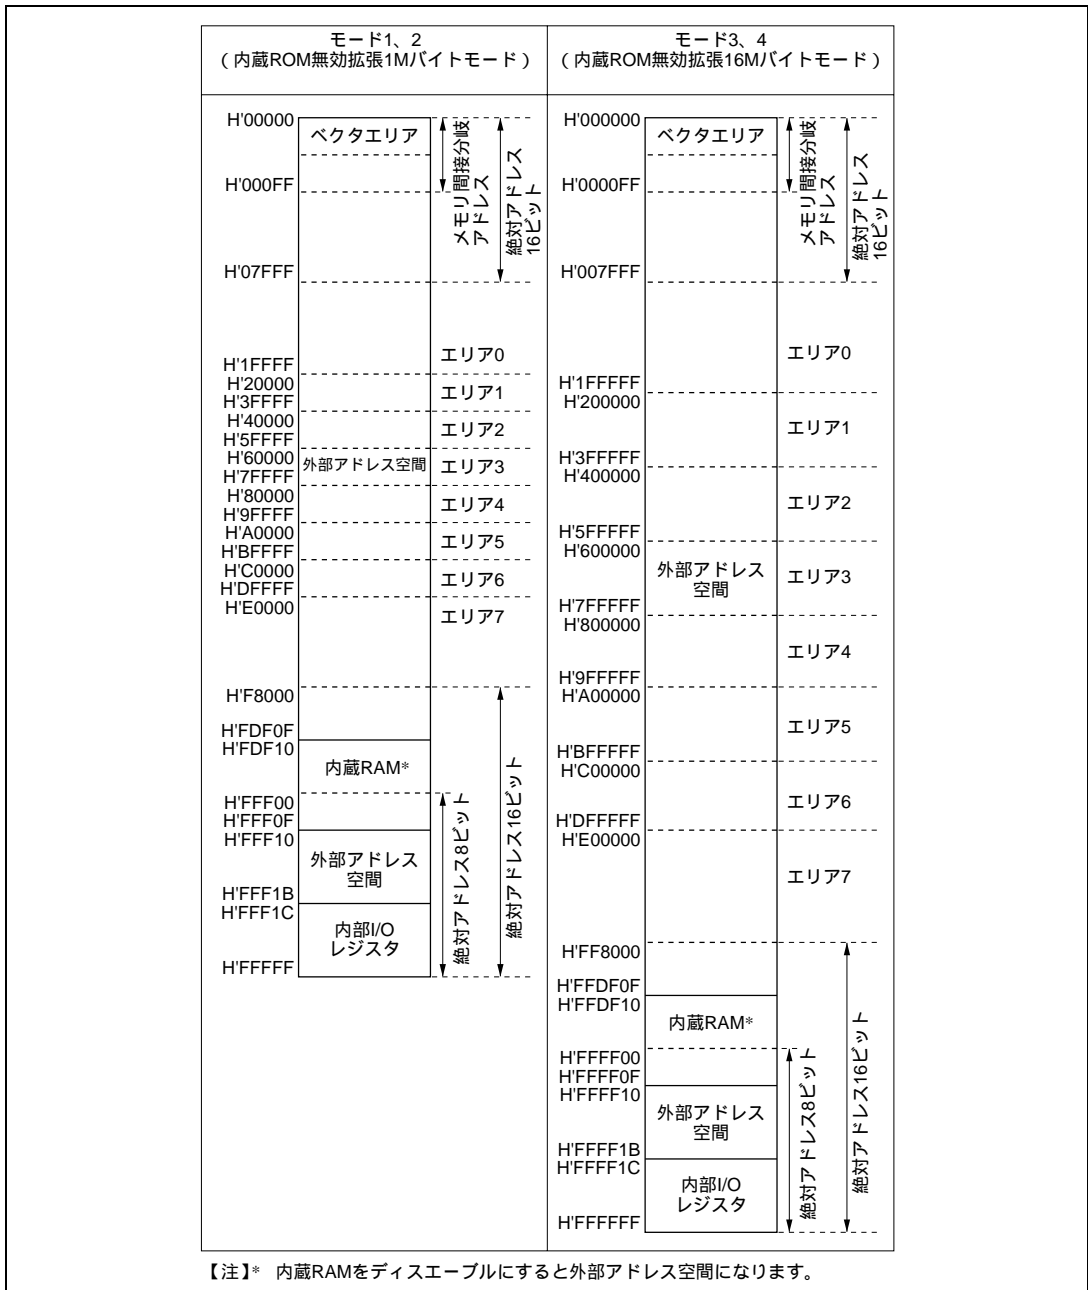 モード1、2
(内蔵ROM無効拡張1Mバイトモード)
H'00000
ベクタエリア
H'000FF
H'07FFF
メモリ間接分岐
アドレス
絶対アドレス
16ビット
H'1FFFF
H'20000
H'3FFFF
H'40000
H'5FFFF
H'60000
H'7FFFF
H'80000
H'9FFFF
H'A0000
H'BFFFF
H'C0000
H'DFFFF
H'E0000
外部アドレス空間
エリア0
エリア1
エリア2
エリア3
エリア4
エリア5
エリア6
エリア7
H'F8000
H'FDF0F
H'FDF10
内蔵RAM*
H'FFF00
H'FFF0F
H'FFF10
外部アドレス
空間
H'FFF1B
H'FFF1C
内部I/O
レジスタ
H'FFFFF
絶対アドレス8ビット
絶対アドレス16ビット
モード3、4
(内蔵ROM無効拡張16Mバイトモード)
H'000000
ベクタエリア
H'0000FF
H'007FFF
メモリ間接分岐
アドレス
絶対アドレス
16ビット
エリア0
H'1FFFFF
H'200000
エリア1
H'3FFFFF
H'400000
エリア2
H'5FFFFF
H'600000
外部アドレス
空間
エリア3
H'7FFFFF
H'800000
エリア4
H'9FFFFF
H'A00000
エリア5
H'BFFFFF
H'C00000
エリア6
H'DFFFFF
H'E00000
エリア7
H'FF8000
H'FFDF0F
H'FFDF10
内蔵RAM*
H'FFFF00
H'FFFF0F
H'FFFF10
外部アドレス
空間
H'FFFF1B
H'FFFF1C
内部I/O
レジスタ
H'FFFFFF
絶対アドレス8ビット
絶対アドレス16ビット
【注】* 内蔵RAMをディスエーブルにすると外部アドレス空間になります。